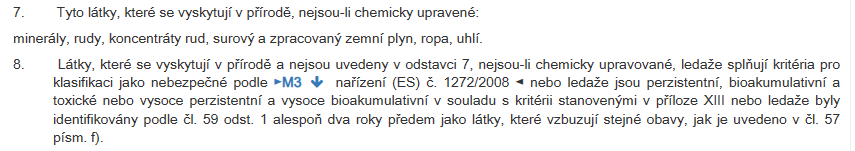 7. Tyto látky, které se vyskytují v přírodě, nejsou-li chemicky upravené:
minerály, rudy, koncentráty rud, surový a zpracovaný zemní plyn, ropa, uhlí.
8. Látky, které se vyskytují v přírodě a nejsou uvedeny v odstavci 7, nejsou-li chemicky upravované, ledaže splňují kritéria pro
klasifikaci jako nebezpečné podle ►M3 ↓ nařízení (ES) č. 1272/2008 ◄ nebo ledaže jsou perzistentní, bioakumulativní a
toxické nebo vysoce perzistentní a vysoce bioakumulativní v souladu s kritérii stanovenými v příloze XIII nebo ledaže byly
identifikovány podle čl. 59 odst. 1 alespoň dva roky předem jako látky, které vzbuzují stejné obavy, jak je uvedeno v čl. 57
písm. f).